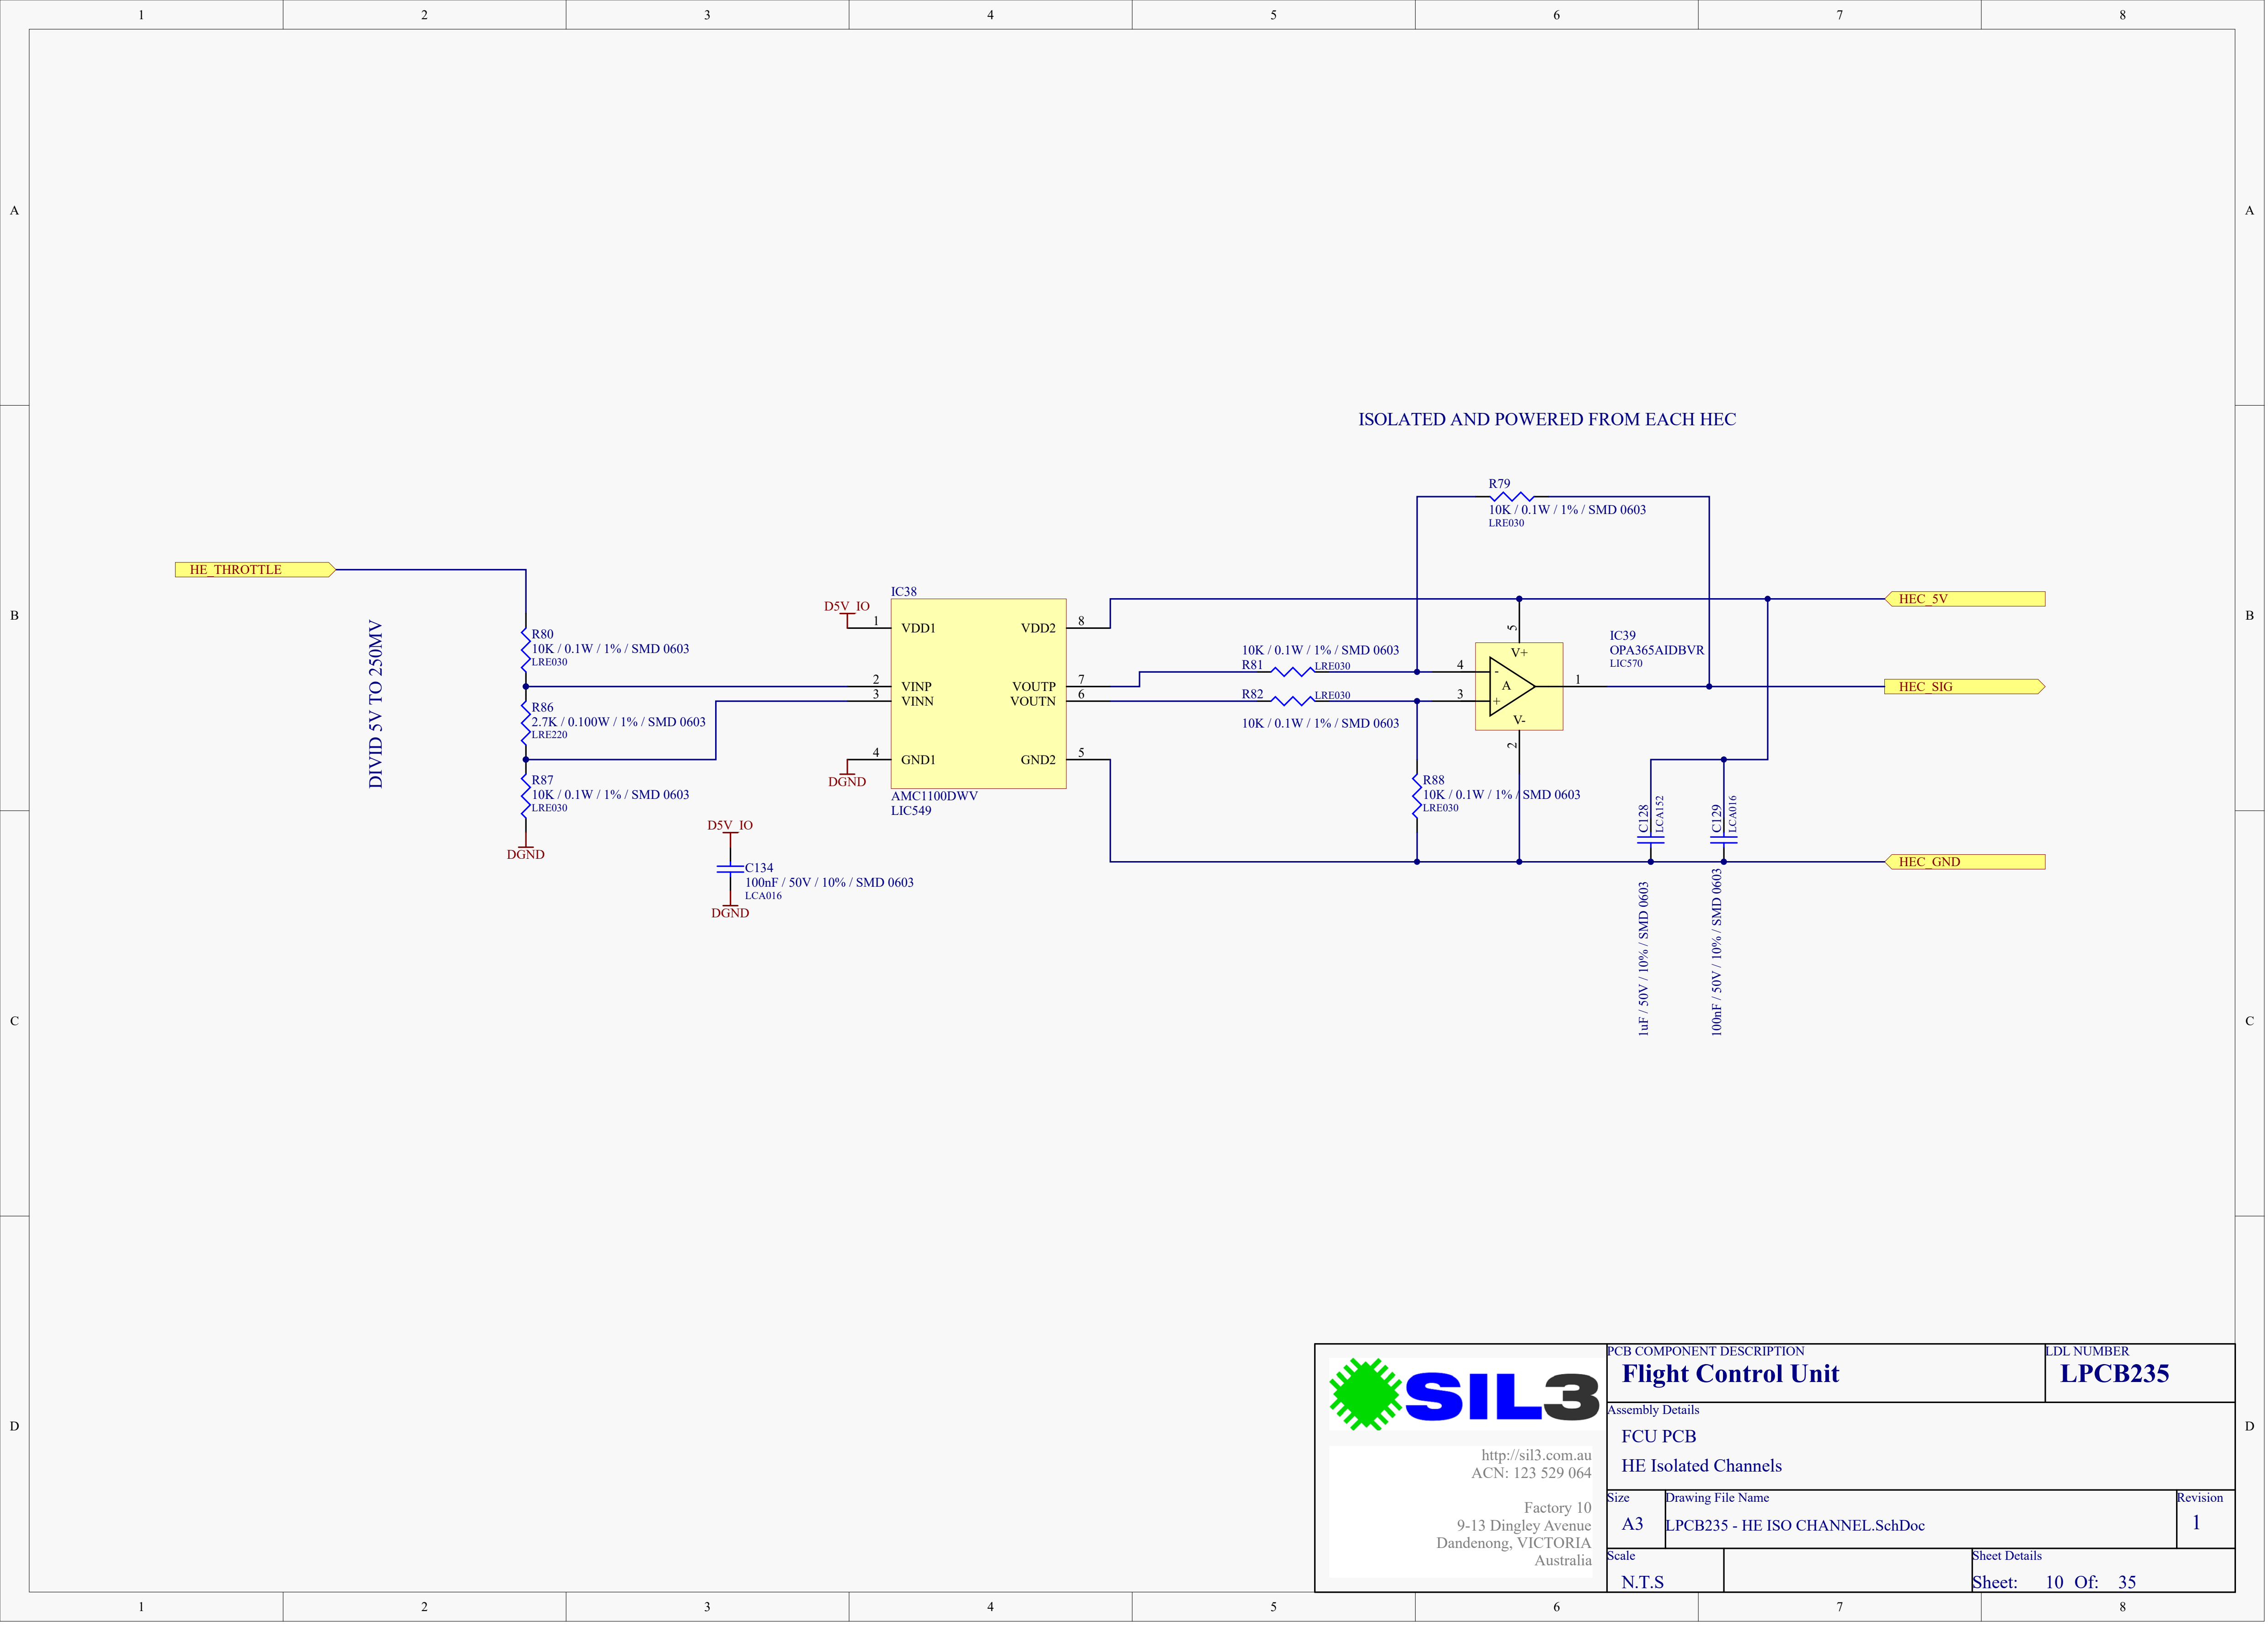 1 2 3 4 5 6 7 8
A A
ISOLATED AND POWERED FROM EACH HEC
R79
10K / 0.1W / 1% / SMD 0603
LRE030
HE_THROTTLE
DIVID 5V TO 250MV
B B
R80
10K / 0.1W / 1% / SMD 0603
LRE030
R86
2.7K / 0.100W / 1% / SMD 0603
LRE220
R87
10K / 0.1W / 1% / SMD 0603
LRE030
DGND
D5V_IO
C134
100nF / 50V / 10% / SMD 0603
LCA016
DGND
IC38
D5V_IO
1 VDD1 VDD2 8
2 VINP VOUTP 7
3 VINN VOUTN 6
4 GND1 GND2 5
DGND
AMC1100DWV
LIC549
10K / 0.1W / 1% / SMD 0603
R81 LRE030
R82 LRE030
10K / 0.1W / 1% / SMD 0603
R88
10K / 0.1W / 1% / SMD 0603
LRE030
5
V+
4 -
A
1
3 +
V-
2
IC39
OPA365AIDBVR
LIC570
HEC_5V
HEC_SIG
HEC_GND
C128
LCA152
1uF / 50V / 10% / SMD 0603
C129
LCA016
100nF / 50V / 10% / SMD 0603
C C
D D
SIL3
http://sil3.com.au
ACN: 123 529 064
Factory 10
9-13 Dingley Avenue
Dandenong, VICTORIA
Australia
PCB COMPONENT DESCRIPTION
Flight Control Unit
LDL NUMBER
LPCB235
Assembly Details
FCU PCB
HE Isolated Channels
Size
A3
Drawing File Name
LPCB235 - HE ISO CHANNEL.SchDoc
Revision
1
Scale
N.T.S
Sheet Details
Sheet: 10 Of: 35
1 2 3 4 5 6 7 8